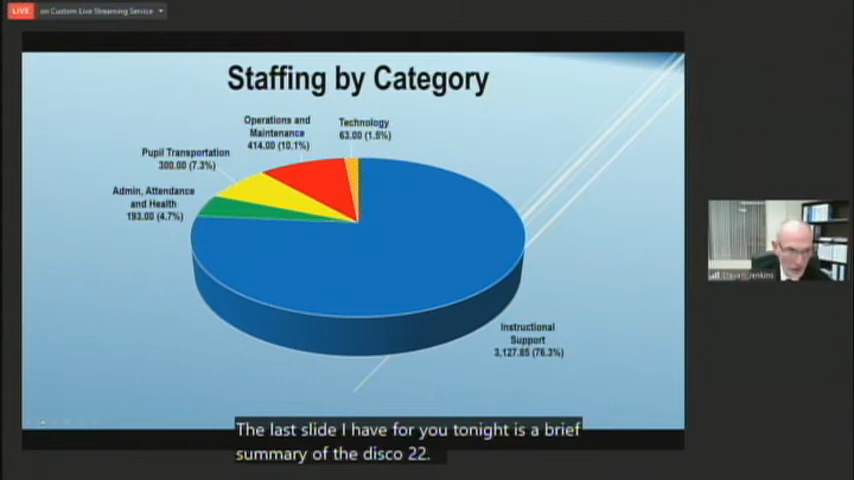 LIVE on Custom Live Streaming Service
Staffing by Category
Operations and
Maintenance
414.00 (10.1%)
Technology
63.00 (1.5%)
Pupil Transportation
300.00 (7.3%)
Admin, Attendance
and Health
193.00 (4.7%)
Instructional
Support
3,127.85 (76.3%)
Jenkins
The last slide I have for you tonight is a brief
summary of the disco 22.